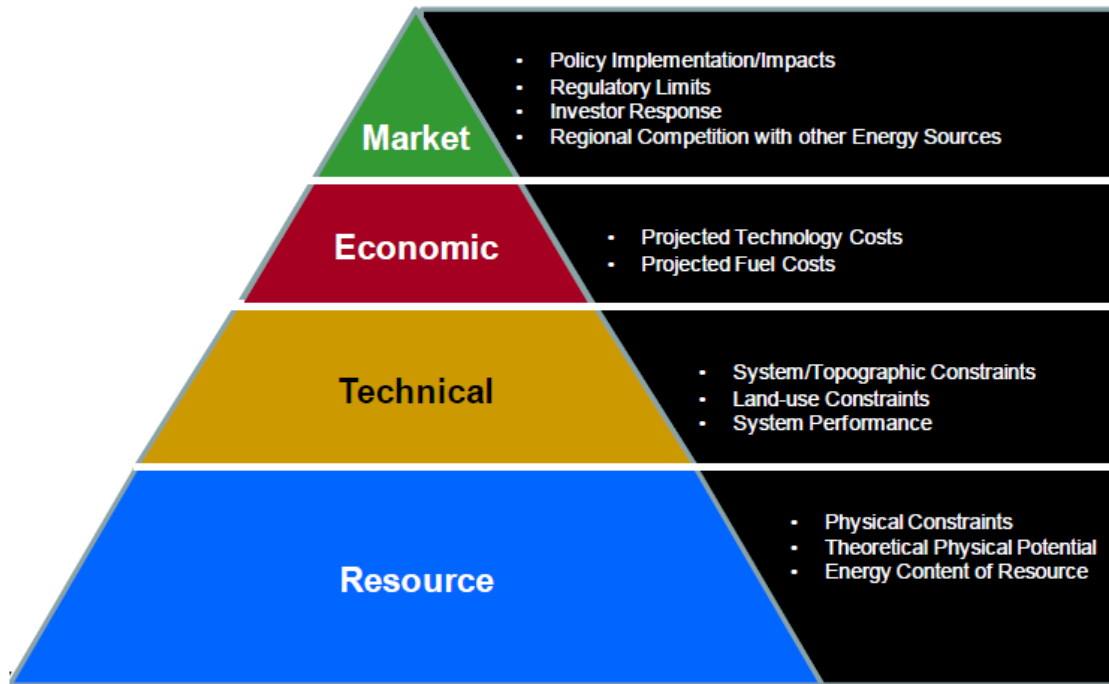 Market
• Policy Implementation/Impacts
• Regulatory Limits
• Investor Response
• Regional Competition with other Energy Sources
Economic
• Projected Technology Costs
• Projected Fuel Costs
Technical
• System/Topographic Constraints
• Land-use Constraints
• System Performance
Resource
• Physical Constraints
• Theoretical Physical Potential
• Energy Content of Resource